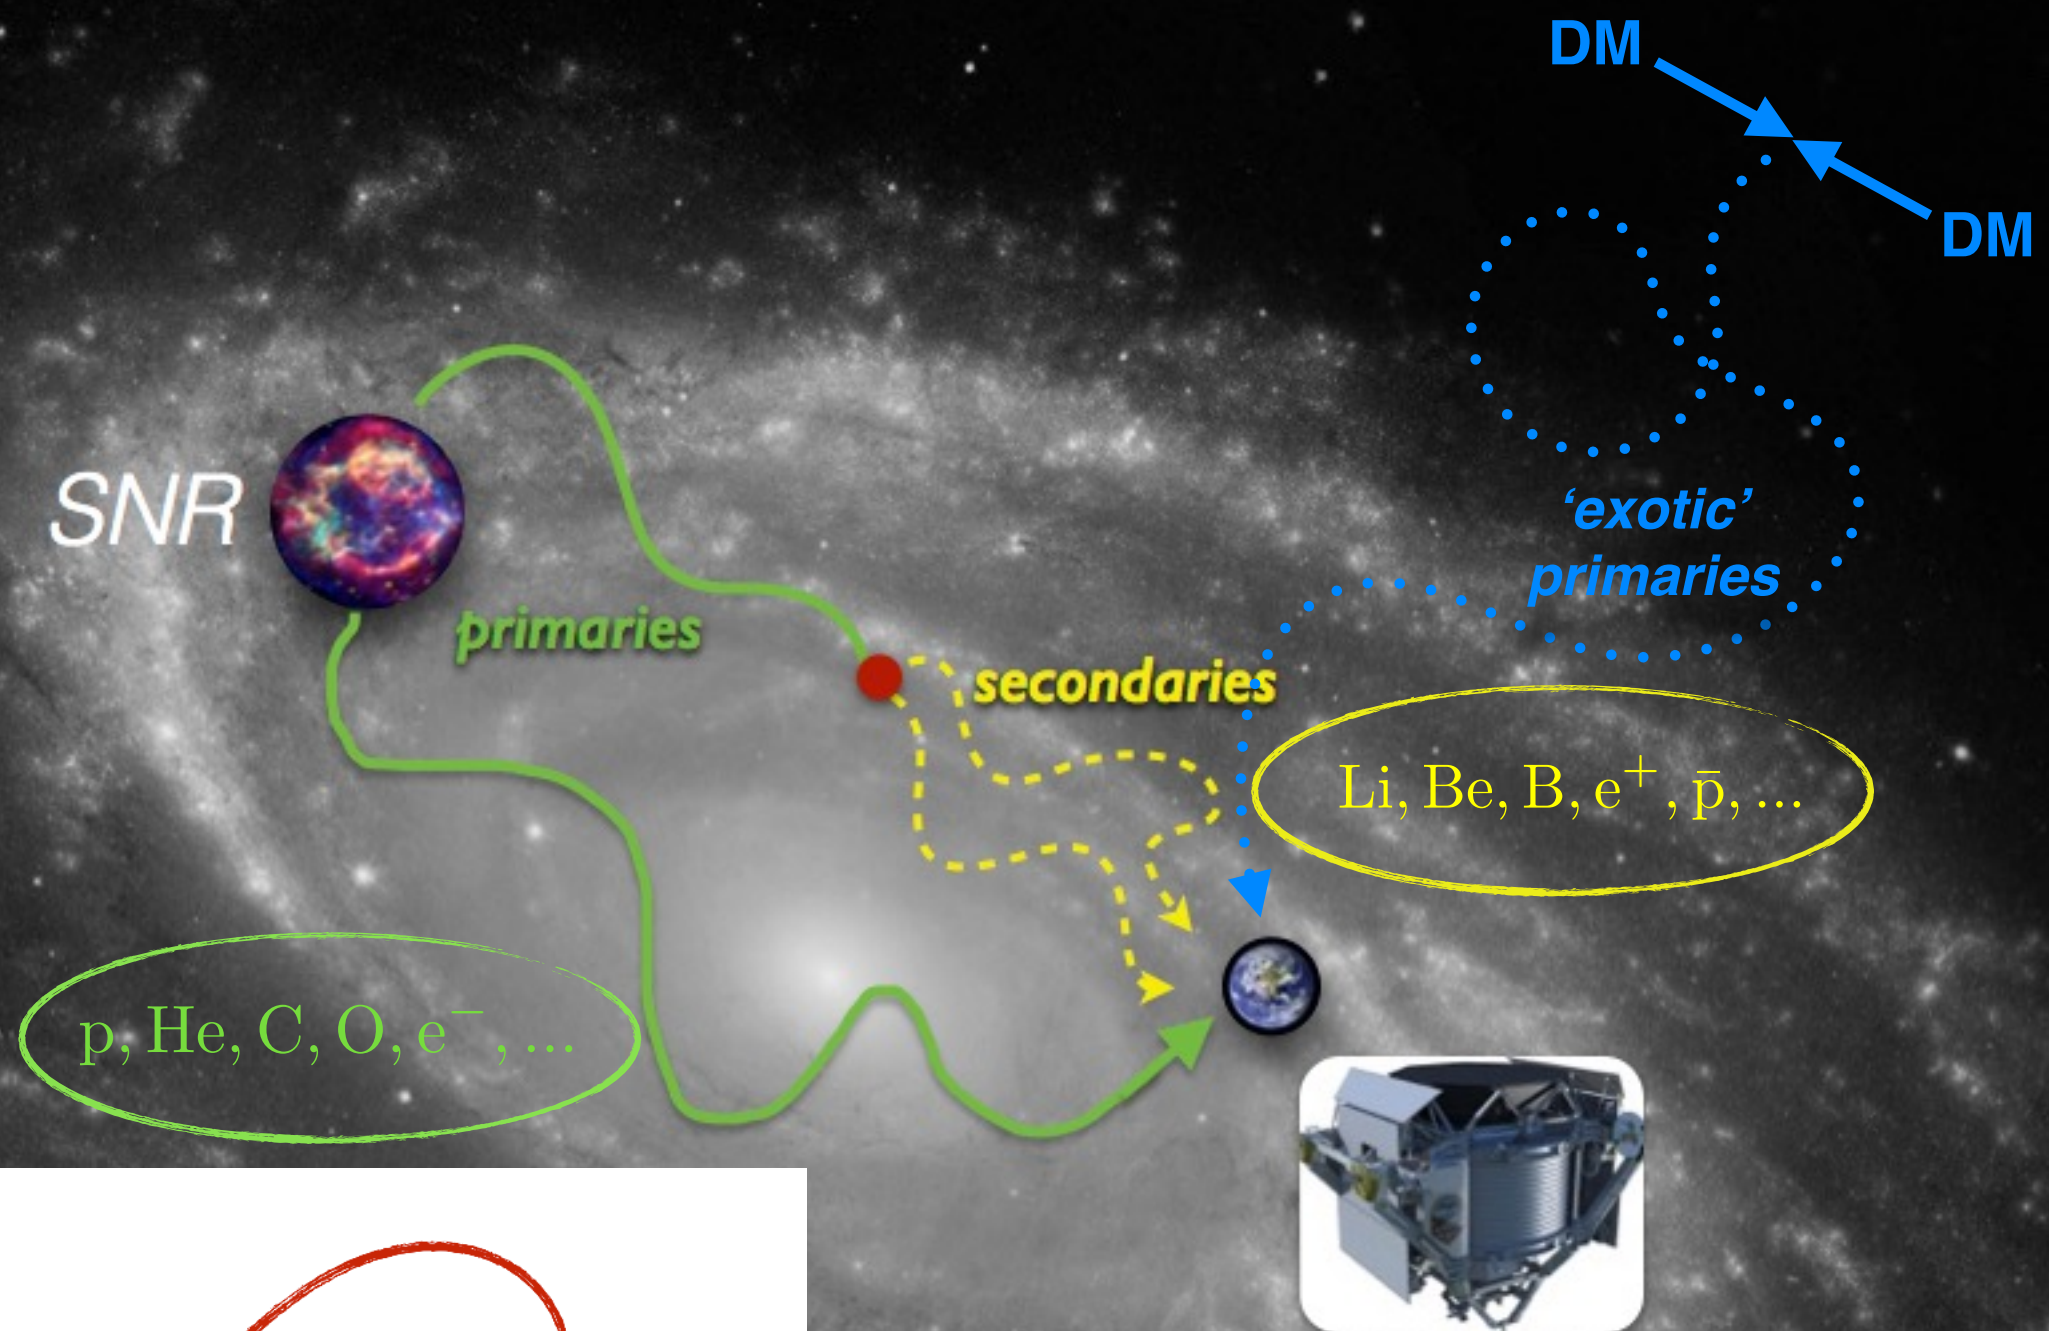 DM
DM
SNR
'exotic'
primaries
primaries
secondaries
Li, Be, B, e⁺, p̄, ...
p, He, C, O, e⁻, ...